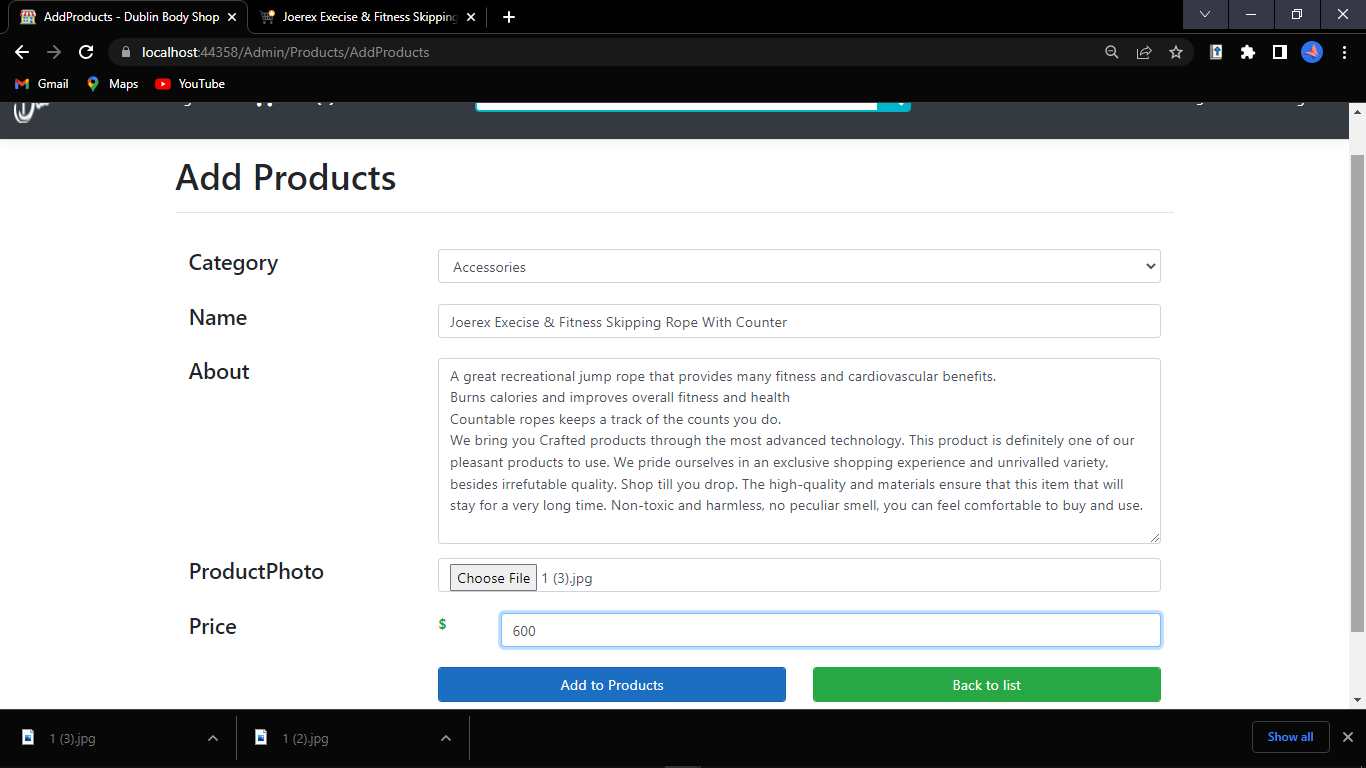 AddProducts - Dublin Body Shop
Joerex Execise & Fitness Skipping
localhost:44358/Admin/Products/AddProducts
Gmail
Maps
YouTube
Add Products
Category
Accessories
Name
Joerex Execise & Fitness Skipping Rope With Counter
About
A great recreational jump rope that provides many fitness and cardiovascular benefits.
Burns calories and improves overall fitness and health
Countable ropes keeps a track of the counts you do.
We bring you Crafted products through the most advanced technology. This product is definitely one of our
pleasant products to use. We pride ourselves in an exclusive shopping experience and unrivalled variety,
besides irrefutable quality. Shop till you drop. The high-quality and materials ensure that this item that will
stay for a very long time. Non-toxic and harmless, no peculiar smell, you can feel comfortable to buy and use.
ProductPhoto
Choose File 1 (3).jpg
Price
$
600
Add to Products
Back to list
1 (3).jpg
1 (2).jpg
Show all